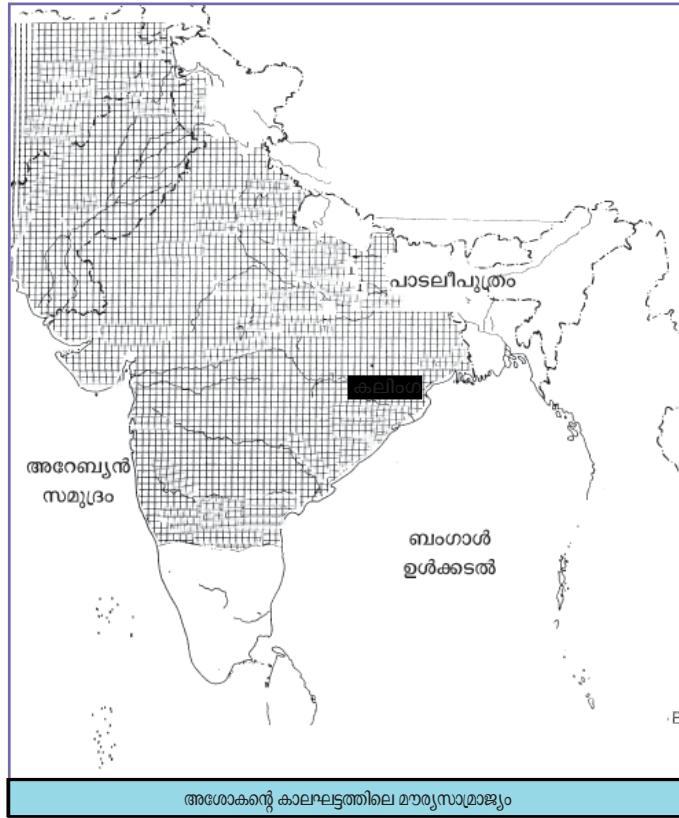 പാടലീപുത്രം
കലിംഗ
അറേബ്യൻ
സമുദ്രം
ബംഗാൾ
ഉൾക്കടൽ
അശോകന്റെ കാലഘട്ടത്തിലെ മൗര്യസാമ്രാജ്യം